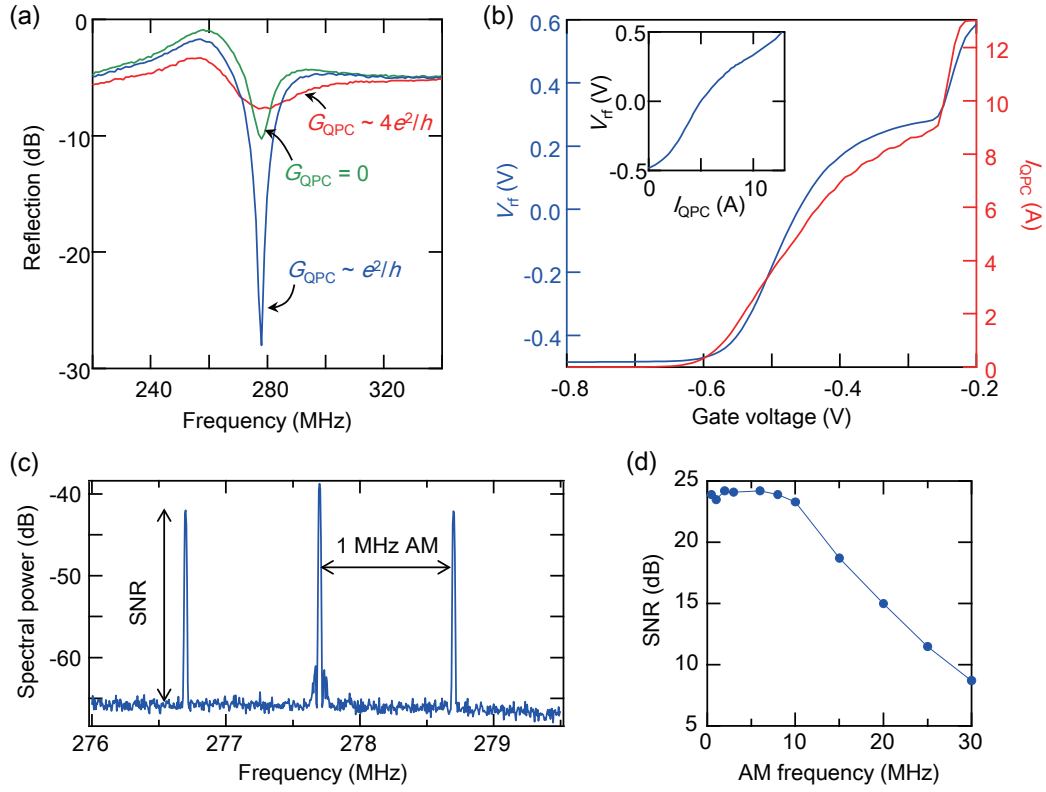 (a)
0
-10
-20
-30
Reflection (dB)
240
280
320
Frequency (MHz)
G_QPC ~ 4e²/h
G_QPC = 0
G_QPC ~ e²/h
(b)
0.6
0.4
0.2
0.0
-0.2
-0.4
V_rf (V)
-0.8
-0.6
-0.4
-0.2
Gate voltage (V)
12
10
8
6
4
2
0
I_QPC (A)
0.5
0.0
-0.5
V_rf (V)
0
10
I_QPC (A)
(c)
-40
-50
-60
Spectral power (dB)
SNR
1 MHz AM
276
277
278
279
Frequency (MHz)
(d)
25
20
15
10
5
SNR (dB)
0
10
20
30
AM frequency (MHz)